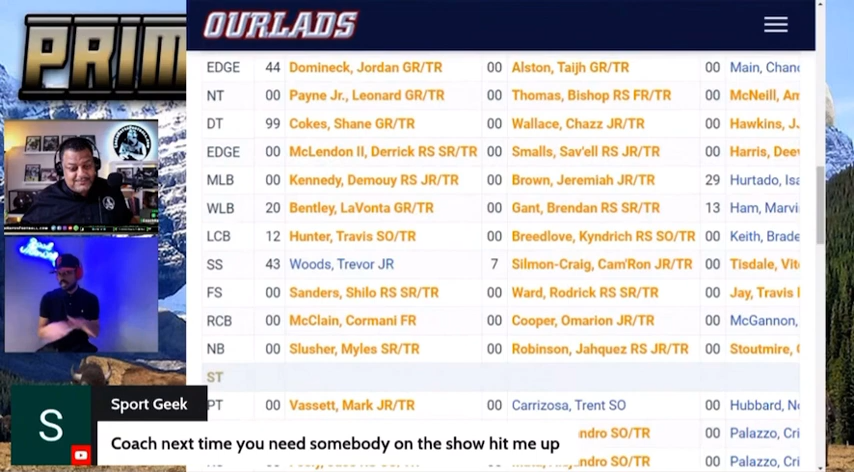 PRIM
OURLADS
EDGE 44 Domineck, Jordan GR/TR 00 Alston, Taijh GR/TR 00 Main, Chanc
NT 00 Payne Jr., Leonard GR/TR 00 Thomas, Bishop RS FR/TR 00 McNeill, Am
DT 99 Cokes, Shane GR/TR 00 Wallace, Chazz JR/TR 00 Hawkins, J.
EDGE 00 McLendon II, Derrick RS SR/TR 00 Smalls, Sav'ell RS JR/TR 00 Harris, Deev
MLB 00 Kennedy, Demouy RS JR/TR 00 Brown, Jeremiah JR/TR 29 Hurtado, Isa
WLB 20 Bentley, LaVonta GR/TR 00 Gant, Brendan RS SR/TR 13 Ham, Marvi
LCB 12 Hunter, Travis SO/TR 00 Breedlove, Kyndrich RS SO/TR 00 Keith, Brade
SS 43 Woods, Trevor JR 7 Silmon-Craig, Cam'Ron JR/TR 00 Tisdale, Vito
FS 00 Sanders, Shilo RS SR/TR 00 Ward, Rodrick RS SR/TR 00 Jay, Travis
RCB 00 McClain, Cormani FR 00 Cooper, Omarion JR/TR 00 McGannon,
NB 00 Slusher, Myles SR/TR 00 Robinson, Jahquez RS JR/TR 00 Stoutmire,
ST
PT 00 Vassett, Mark JR/TR 00 Carrizosa, Trent SO 00 Hubbard, No
ndro SO/TR 00 Palazzo, Cri
SO/TR 00 Palazzo, Cri
S
Sport Geek
Coach next time you need somebody on the show hit me up